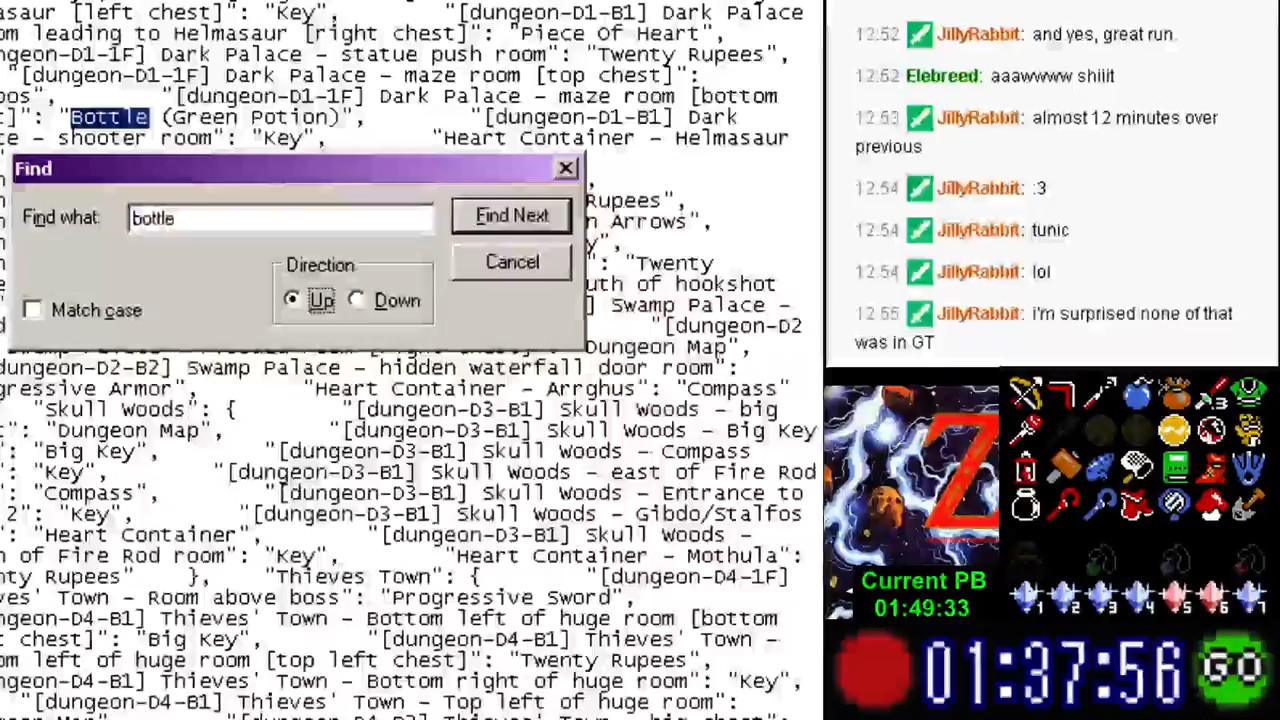 asaur [left chest]": "Key", "[dungeon-D1-B1] Dark Palace
om leading to Helmasaur [right chest]": "Piece Of Heart",
ngeon-D1-1F] Dark Palace - statue push room": "Twenty Rupees",
"[dungeon-D1-1F] Dark Palace - maze room [top chest]":
"[dungeon-D1-1F] Dark Palace - maze room [bottom
]": "Bottle (Green Potion)", "[dungeon-D1-B1] Dark
ce - shooter room": "Key", "Heart Container - Helmasaur
Find
Find what:
bottle
Find Next
Cancel
Direction
Up
Down
Match case
Rupees",
n Arrows",
y",
": "Twenty
uth of hookshot
] Swamp Palace -
"[dungeon-D2
Dungeon Map",
dungeon-D2-B2] Swamp Palace - hidden waterfall door room":
gressive Armor", "Heart Container - Arrghus": "Compass"
"Skull Woods": { "[dungeon-D3-B1] Skull Woods - big
": "Dungeon Map", "[dungeon-D3-B1] Skull Woods - Big Key
: "Big Key", "[dungeon-D3-B1] Skull Woods - Compass
: "Key", "[dungeon-D3-B1] Skull Woods - east of Fire Rod
: "Compass", "[dungeon-D3-B1] Skull Woods - Entrance to
2": "Key", "[dungeon-D3-B1] Skull Woods - Gibdo/Stalfos
: "Heart Container", "[dungeon-D3-B1] Skull Woods -
h of Fire Rod room": "Key", "Heart Container - Mothula":
nty Rupees" }, "Thieves Town": { "[dungeon-D4-1F]
ves' Town - Room above boss": "Progressive Sword",
ngeon-D4-B1] Thieves' Town - Bottom left of huge room [bottom
t chest]": "Big Key", "[dungeon-D4-B1] Thieves' Town -
om left of huge room [top left chest]": "Twenty Rupees",
ngeon-D4-B1] Thieves' Town - Bottom right of huge room": "Key",
"[dungeon-D4-B1] Thieves' Town - Top left of huge room":
12:52 JillyRabbit: and yes, great run.
12:52 Elebreed: aaawwww shiiit
12:53 JillyRabbit: almost 12 minutes over
previous
12:54 JillyRabbit: :3
12:54 JillyRabbit: tunic
12:54 JillyRabbit: lol
12:55 JillyRabbit: i'm surprised none of that
was in GT
Z
Current PB
01:49:33
3
1 2 3 4 5 6 7
01:37:56
GO